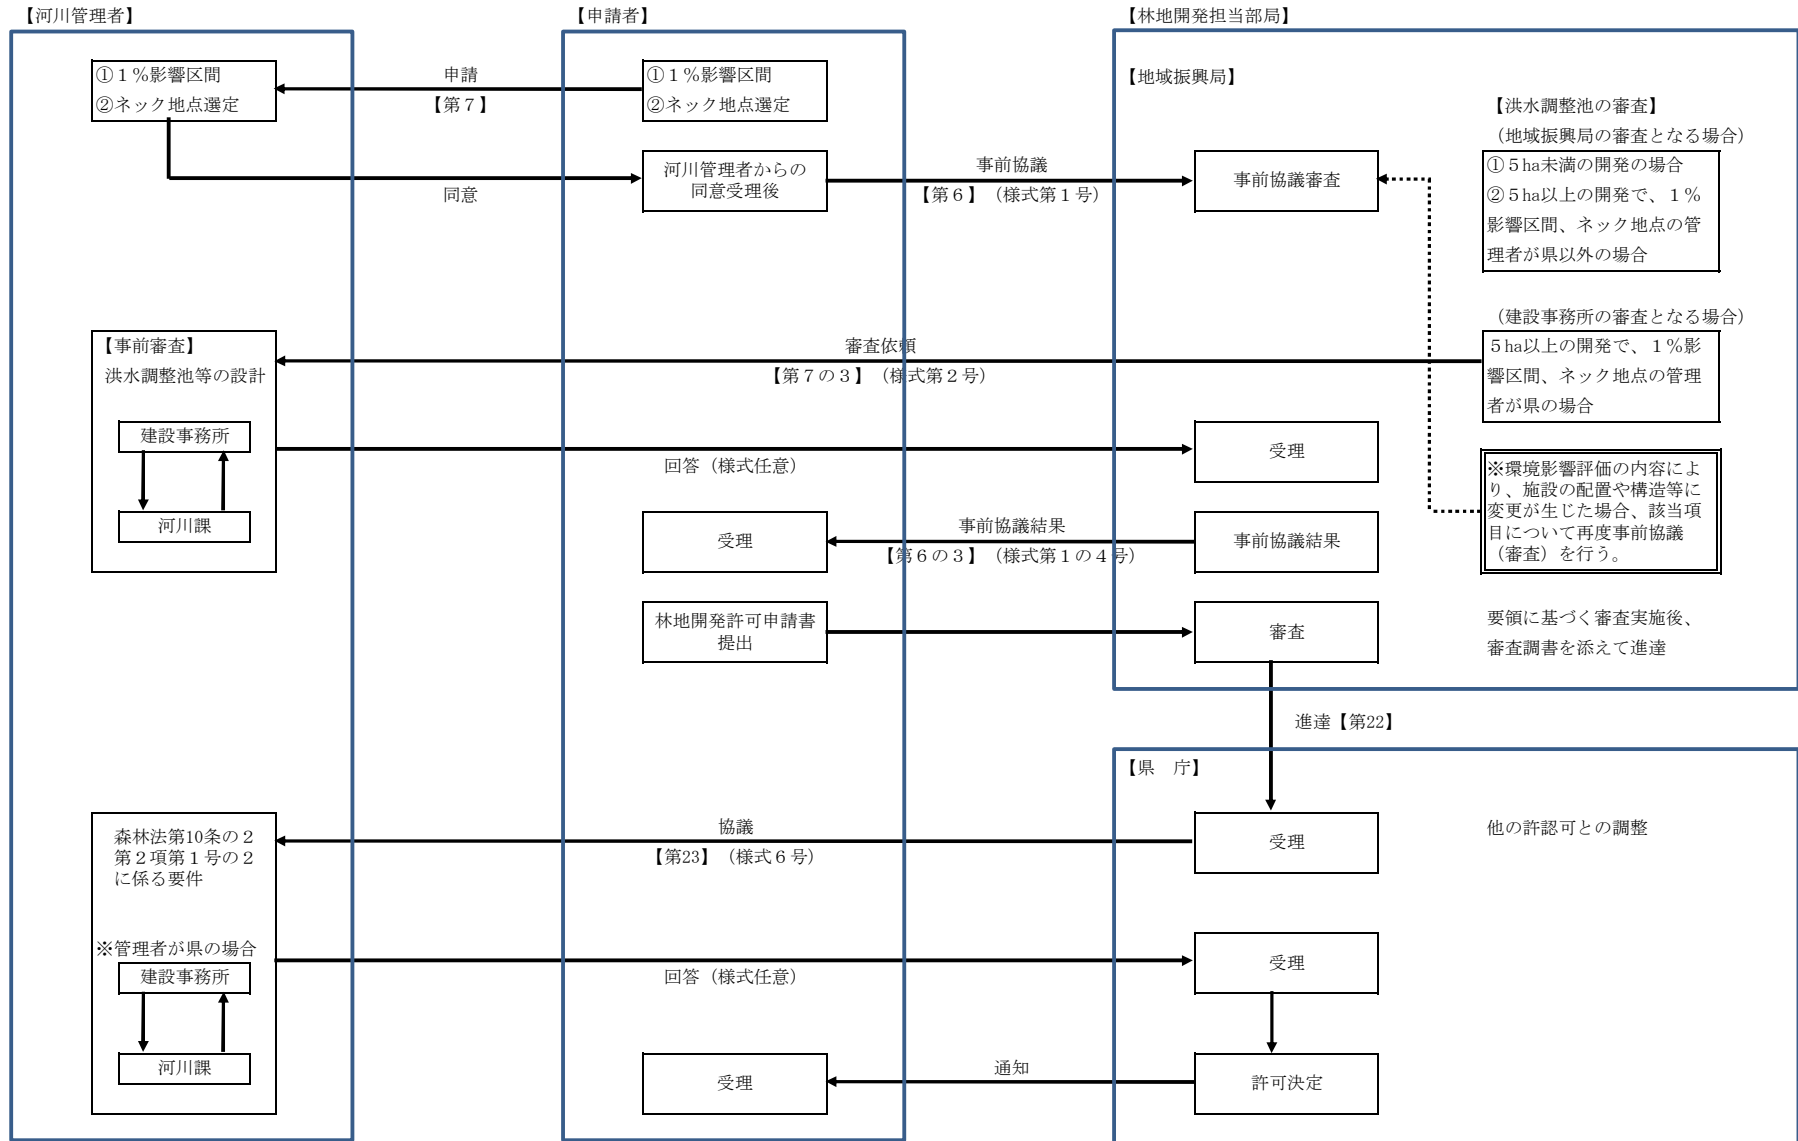 【河川管理者】
【申請者】
【林地開発担当部局】
①１％影響区間
②ネック地点選定
申請
【第７】
①１％影響区間
②ネック地点選定
【地域振興局】
【洪水調整池の審査】
（地域振興局の審査となる場合）
①５ha未満の開発の場合
②５ha以上の開発で、１％
影響区間、ネック地点の管
理者が県以外の場合
同意
河川管理者からの
同意受理後
事前協議
【第６】（様式第１号）
事前協議審査
（建設事務所の審査となる場合）
５ha以上の開発で、１％影
響区間、ネック地点の管理
者が県の場合
【事前審査】
洪水調整池等の設計
審査依頼
【第７の３】（様式第２号）
建設事務所
河川課
回答（様式任意）
受理
※環境影響評価の内容によ
り、施設の配置や構造等に
変更が生じた場合、該当項
目について再度事前協議
（審査）を行う。
受理
事前協議結果
【第６の３】（様式第１の４号）
事前協議結果
林地開発許可申請書
提出
審査
要領に基づく審査実施後、
審査調書を添えて進達
進達【第22】
【県　庁】
森林法第10条の２
第２項第１号の２
に係る要件
協議
【第23】（様式６号）
受理
他の許認可との調整
※管理者が県の場合
建設事務所
河川課
回答（様式任意）
受理
受理
通知
許可決定